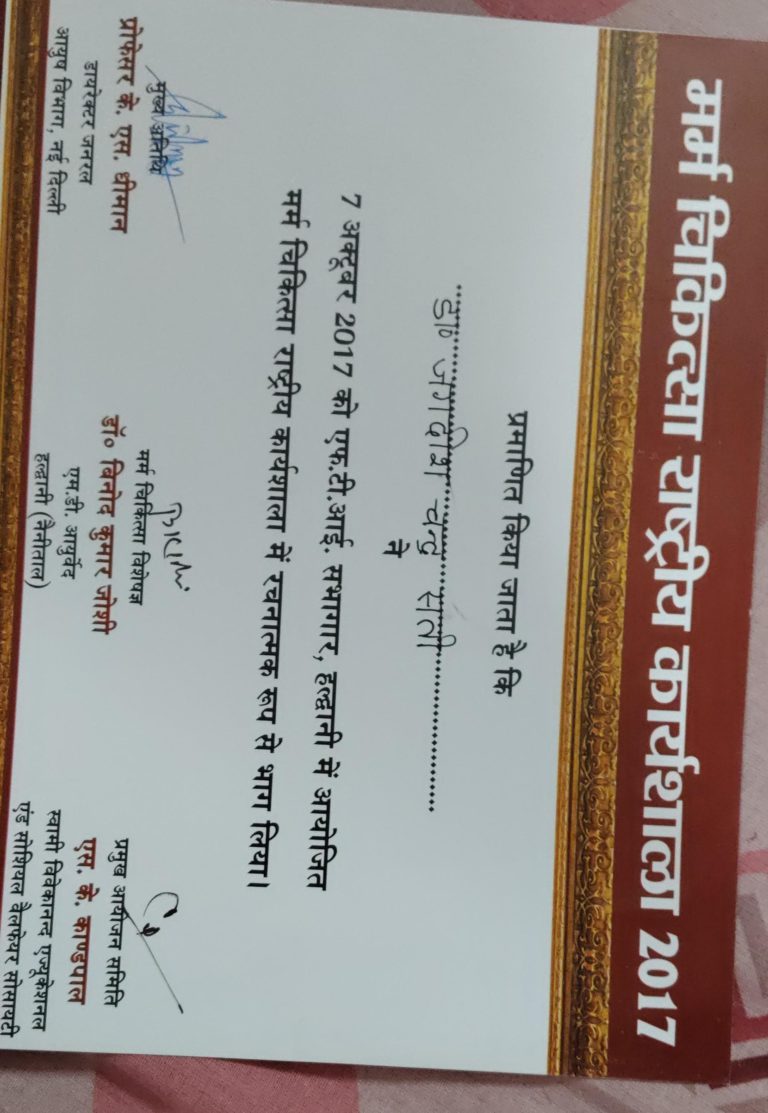 मर्म चिकित्सा राष्ट्रीय कार्यशाला 2017
प्रमाणित किया जाता है कि
डा० जगदीश चन्द्र सती
ने
7 अक्टूबर 2017 को एफ.टी.आई. सभागार, हल्द्वानी में आयोजित
मर्म चिकित्सा राष्ट्रीय कार्यशाला में रचनात्मक रूप से भाग लिया।
मुख्य अतिथि
प्रोफेसर के. एस. धीमान
डायरेक्टर जनरल
आयुष विभाग, नई दिल्ली
मर्म चिकित्सा विशेषज्ञ
डॉ० विनोद कुमार जोशी
एम.डी. आयुर्वेद
हल्द्वानी (नैनीताल)
प्रमुख आयोजन समिति
एस. के. काण्डपाल
स्वामी विवेकानन्द एज्युकेशनल
एंड सोशियल वैलफेयर सोसायटी